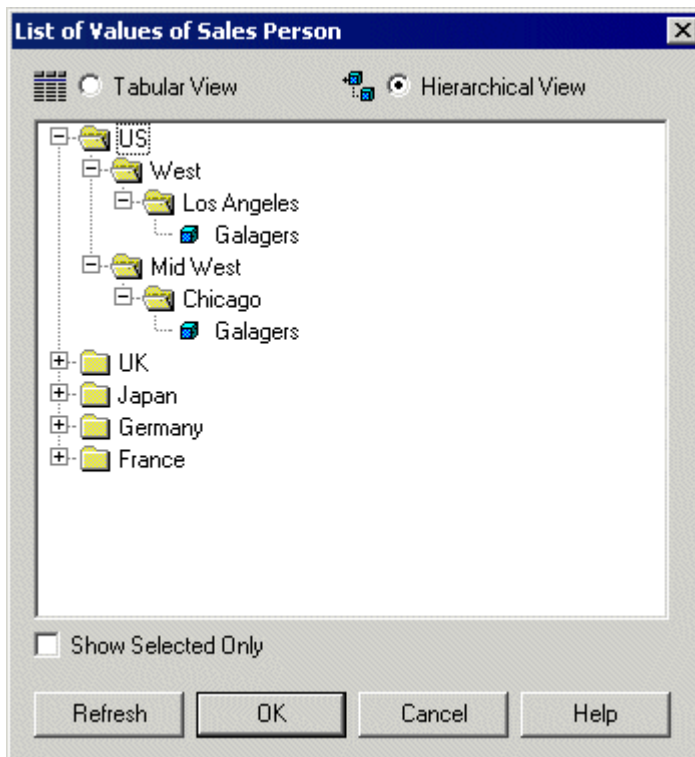 List of Values of Sales Person
Tabular View Hierarchical View
US
West
Los Angeles
Galagers
Mid West
Chicago
Galagers
UK
Japan
Germany
France
Show Selected Only
Refresh OK Cancel Help